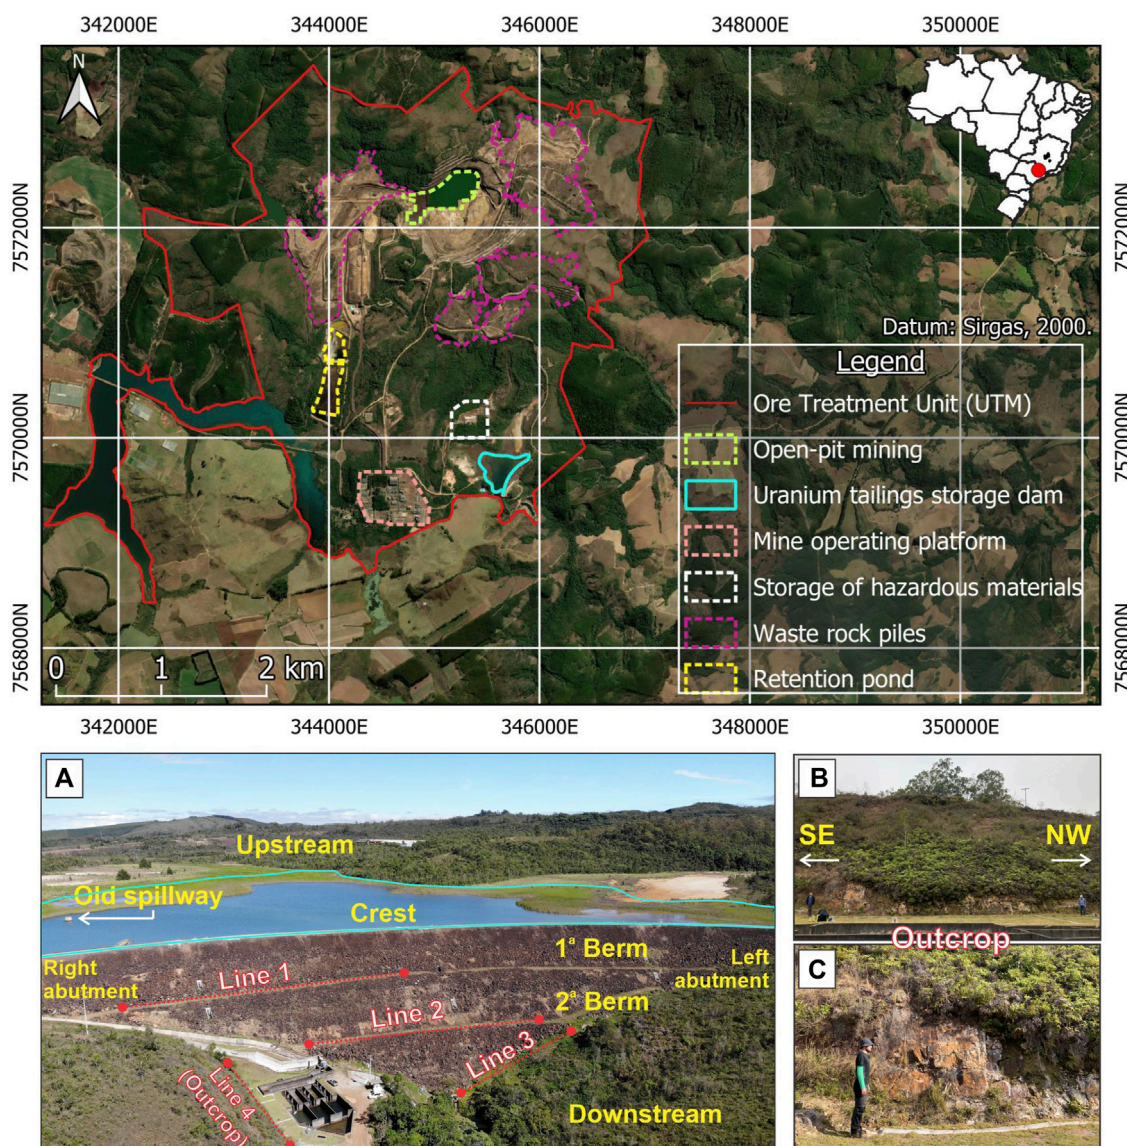 342000E 344000E 346000E 348000E 350000E
N
7572000N
7572000N
Datum: Sirgas, 2000.
Legend
Ore Treatment Unit (UTM)
Open-pit mining
7570000N
7570000N
Uranium tailings storage dam
Mine operating platform
Storage of hazardous materials
Waste rock piles
7568000N
7568000N
0 1 2 km
Retention pond
342000E 344000E 346000E 348000E 350000E
A
Upstream
Old spillway
Crest
1ª Berm
Right
abutment
Left
abutment
Line 1
2ª Berm
Line 2
Line 3
Line 4
(Outcrop)
Downstream
B
SE
NW
Outcrop
C